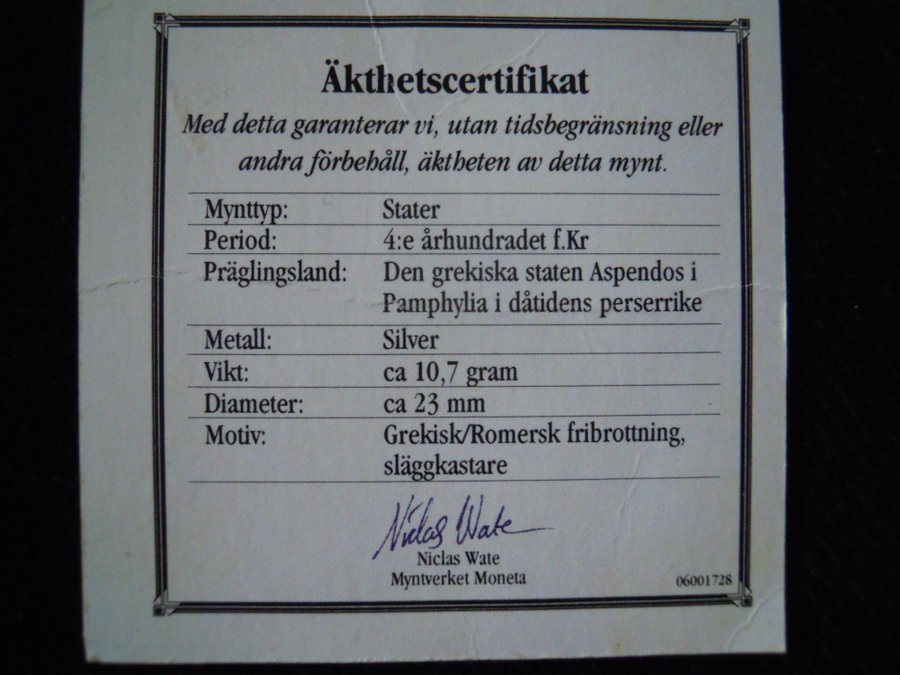 Äkthetscertifikat
Med detta garanterar vi, utan tidsbegränsning eller
andra förbehåll, äktheten av detta mynt.
Mynttyp: Stater
Period: 4:e århundradet f.Kr
Präglingsland: Den grekiska staten Aspendos i
Pamphylia i dåtidens perserrike
Metall: Silver
Vikt: ca 10,7 gram
Diameter: ca 23 mm
Motiv: Grekisk/Romersk fribrottning,
släggkastare
Niclas Wate
Niclas Wate
Myntverket Moneta
06001728